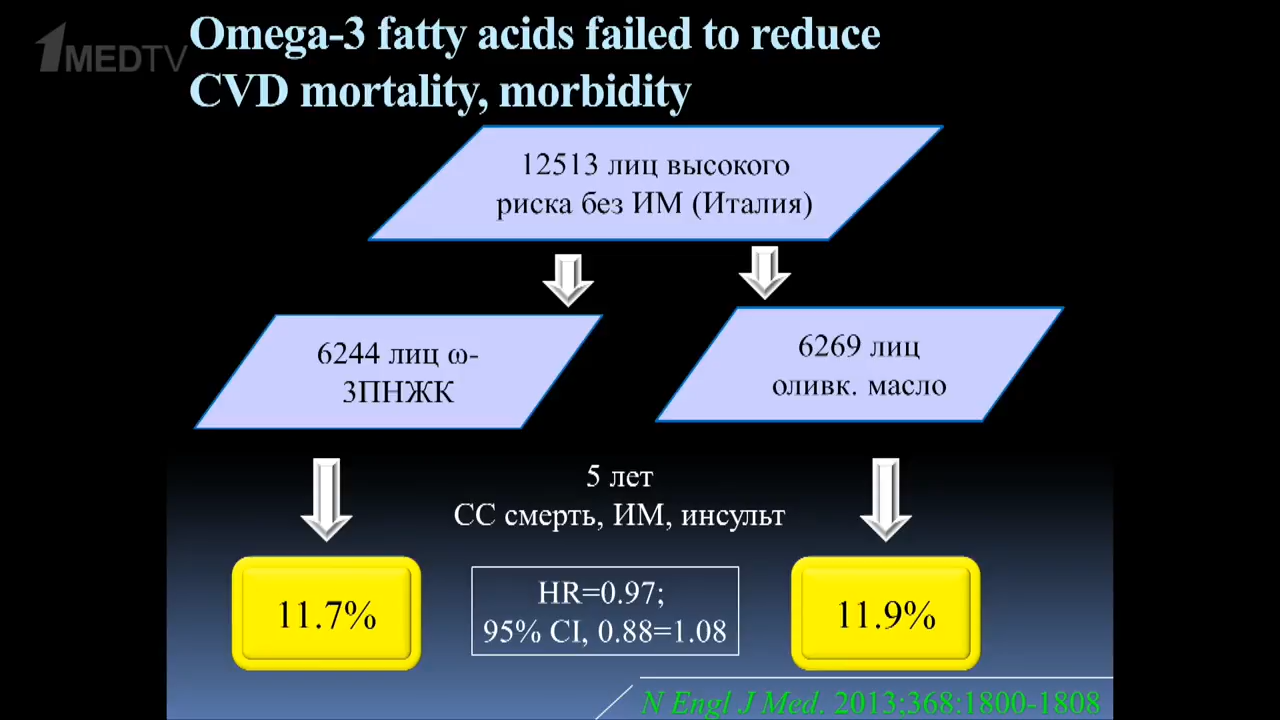 1MEDTV
Omega-3 fatty acids failed to reduce
CVD mortality, morbidity
12513 лиц высокого
риска без ИМ (Италия)
6244 лиц ω-
3ПНЖК
6269 лиц
оливк. масло
5 лет
СС смерть, ИМ, инсульт
11.7%
HR=0.97;
95% CI, 0.88=1.08
11.9%
N Engl J Med. 2013;368:1800-1808